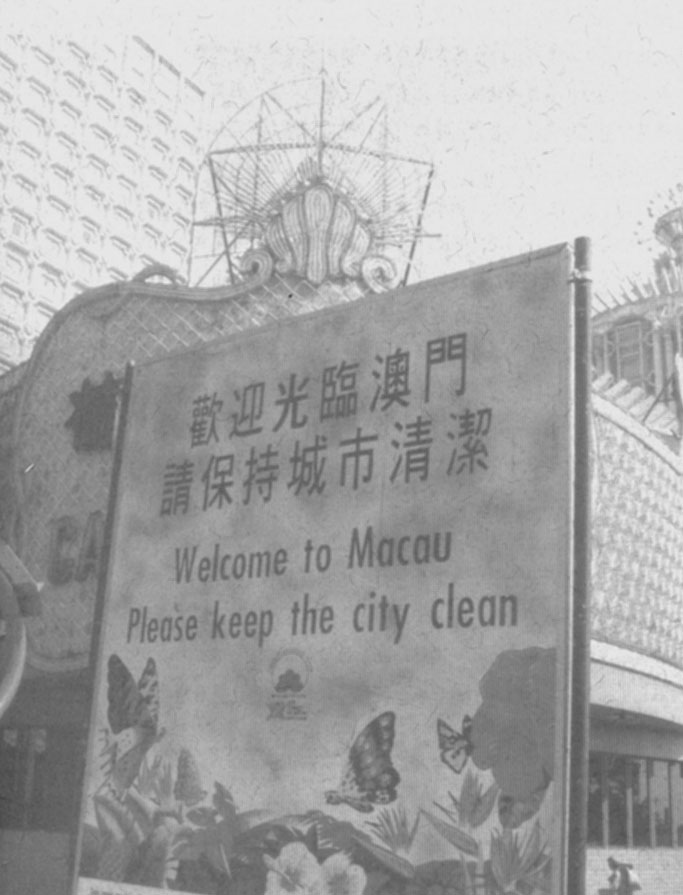 歡迎光臨澳門
請保持城市清潔
Welcome to Macau
Please keep the city clean
CA